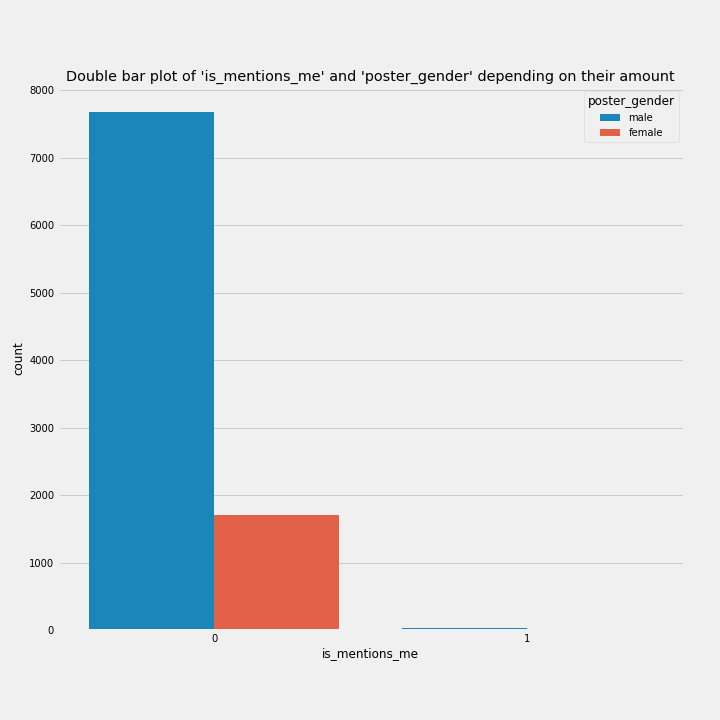 Double bar plot of 'is_mentions_me' and 'poster_gender' depending on their amount
8000
7000
6000
5000
4000
3000
2000
1000
0
count
poster_gender
male
female
0
1
is_mentions_me